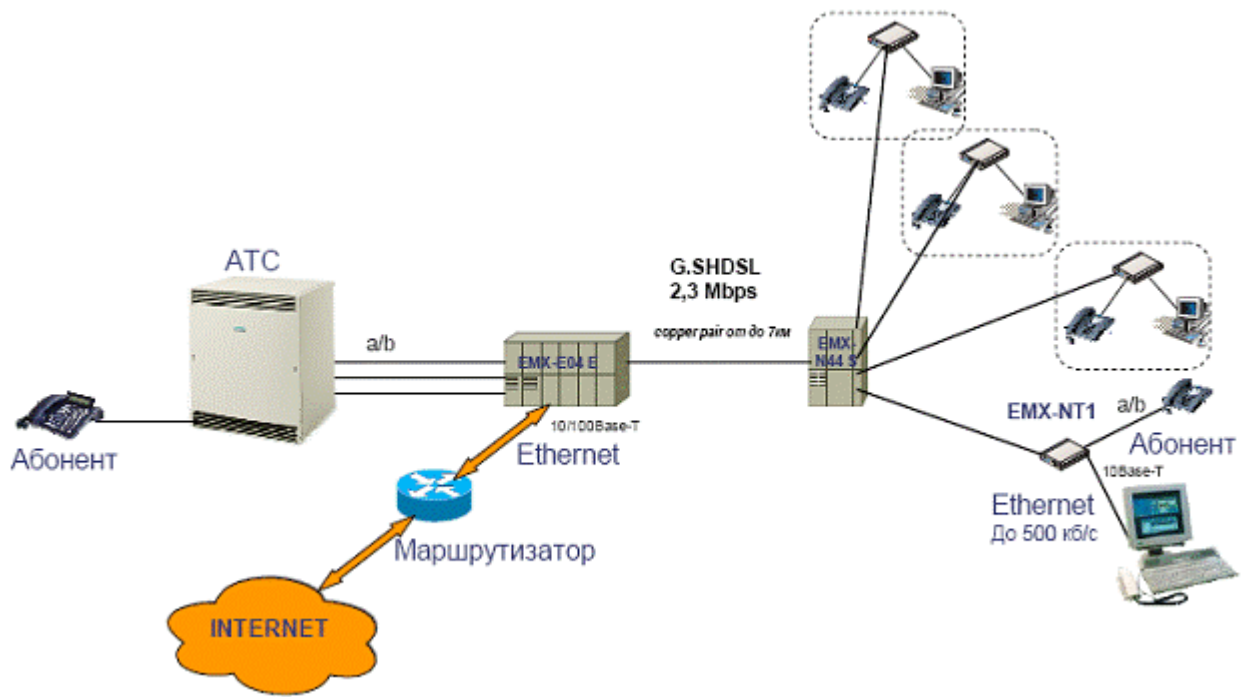 АТС
G.SHDSL
2,3 Mbps
copper pair от до 7км
a/b
EMX-E04 E
EMX-
N44 S
10/100Base-T
Ethernet
Абонент
Маршрутизатор
INTERNET
EMX-NT1
a/b
Абонент
10Base-T
Ethernet
До 500 кб/с